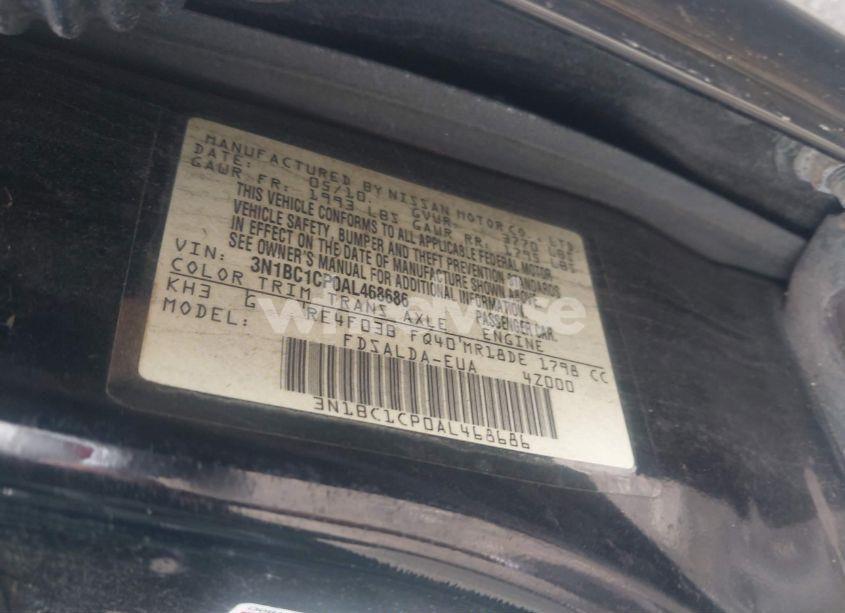 MANUFACTURED BY NISSAN MOTOR CO., LTD.
DATE: 05/10 GVWR 3770 LBS
GAWR FR: 1993 LBS GAWR RR: 1795 LBS
THIS VEHICLE CONFORMS TO ALL APPLICABLE FEDERAL MOTOR
VEHICLE SAFETY, BUMPER AND THEFT PREVENTION STANDARDS
IN EFFECT ON THE DATE OF MANUFACTURE SHOWN ABOVE.
SEE OWNER'S MANUAL FOR ADDITIONAL INFORMATION.
VIN: 3N1BC1CP0AL468686 PASSENGER CAR.
COLOR TRIM TRANS AXLE ENGINE
KH3 G RE4F03B FQ40 MR18DE 1798 CC
MODEL: FDSALDA-EUA 4Z000
3N1BC1CP0AL468686